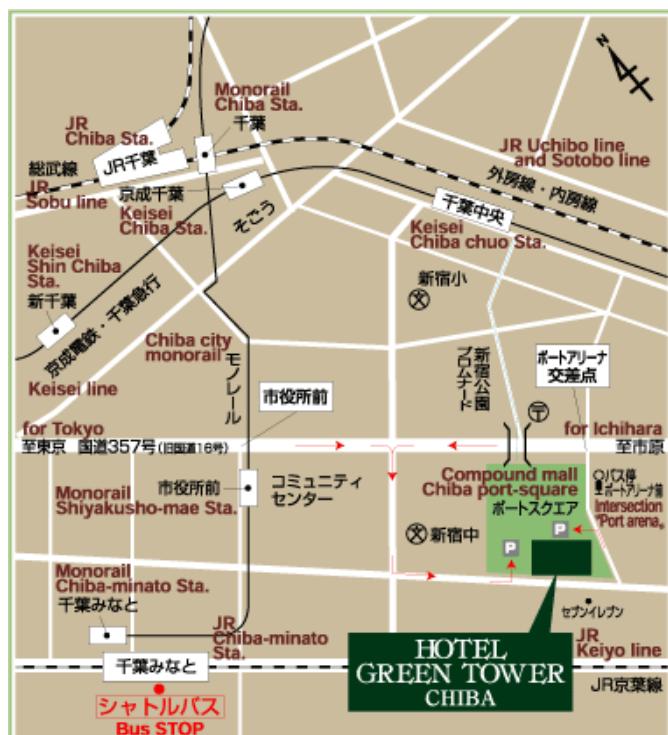 N
Monorail
Chiba Sta.
千葉
JR
Chiba Sta.
JR千葉
JR Uchibo line
and Sotobo line
外房線・内房線
総武線
JR
Sobu line
京成千葉
Keisei
Chiba Sta.
そごう
千葉中央
Keisei
Chiba chuo Sta.
Keisei
Shin Chiba
Sta.
新千葉
京成電鉄・千葉急行
Keisei line
新宿小
文
Chiba city
monorail
モノレール
新宿公園
プロムナード
ポートアリーナ
交差点
市役所前
〒
for Tokyo
至東京 国道357号(旧国道16号)
for Ichihara
至市原
市役所前
コミュニティ
センター
Monorail
Shiyakusho-mae Sta.
Compound mall
Chiba port-square
ポートスクエア
バス停
ポートアリーナ前
Intersection
"Port arena„
文
新宿中
P
P
Monorail
Chiba-minato Sta.
千葉みなと
JR
Chiba-minato
Sta.
千葉みなと
セブンイレブン
HOTEL
GREEN TOWER
CHIBA
JR
Keiyo line
JR京葉線
シャトルバス
Bus STOP